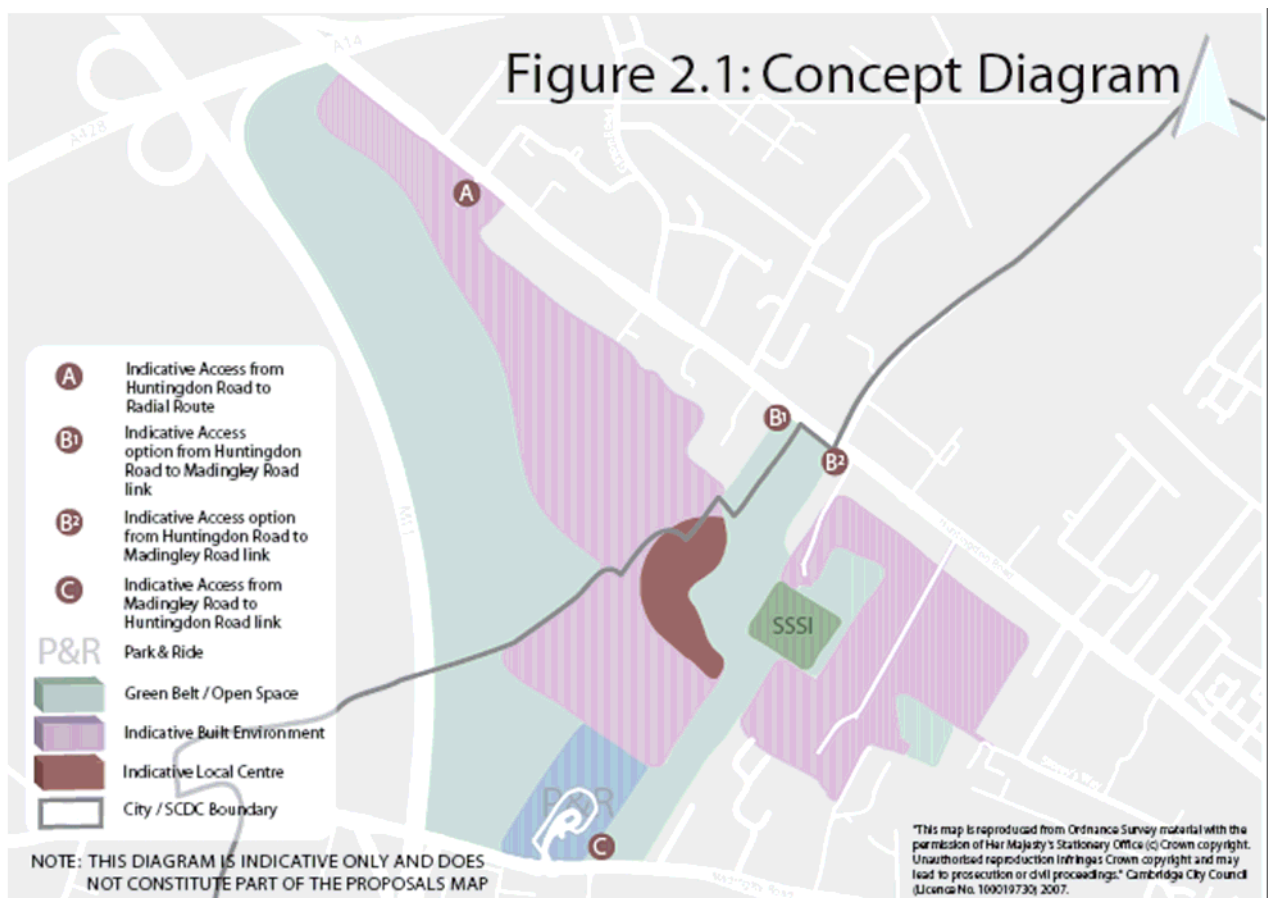 Figure 2.1: Concept Diagram
A14
A428
A
B1
B2
M11
Huntingdon Road
SSSI
P&R
C
A
Indicative Access from
Huntingdon Road to
Radial Route
B1
Indicative Access
option from Huntingdon
Road to Madingley Road
link
B2
Indicative Access option
from Huntingdon Road to
Madingley Road link
C
Indicative Access from
Madingley Road to
Huntingdon Road link
P&R
Park & Ride
Green Belt / Open Space
Indicative Built Environment
Indicative Local Centre
City / SCDC Boundary
NOTE: THIS DIAGRAM IS INDICATIVE ONLY AND DOES
NOT CONSTITUTE PART OF THE PROPOSALS MAP
Madingley Road
"This map is reproduced from Ordnance Survey material with the
permission of Her Majesty's Stationery Office (c) Crown copyright.
Unauthorised reproduction infringes Crown copyright and may
lead to prosecution or civil proceedings." Cambridge City Council
(Licence No. 100019730) 2007.